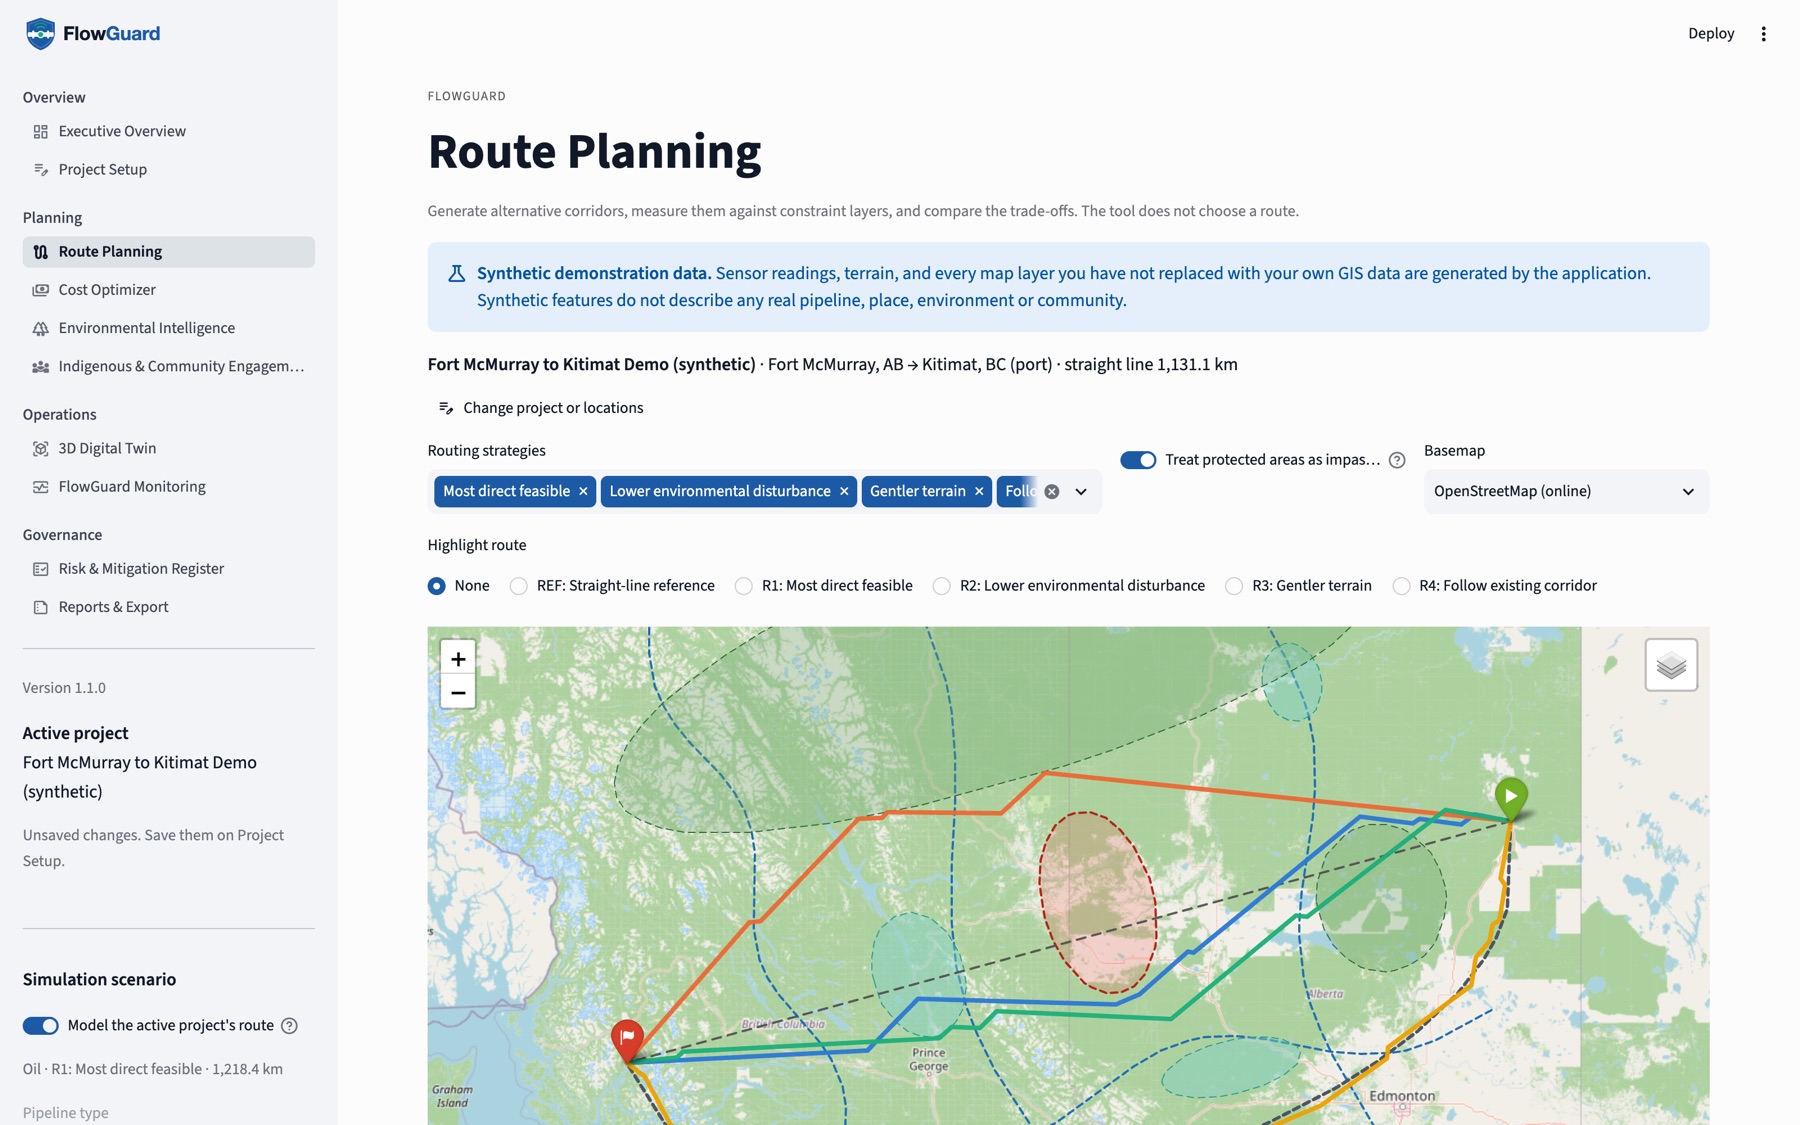 FlowGuard
Deploy
Overview
Executive Overview
Project Setup
Planning
Route Planning
Cost Optimizer
Environmental Intelligence
Indigenous & Community Engagem…
Operations
3D Digital Twin
FlowGuard Monitoring
Governance
Risk & Mitigation Register
Reports & Export
Version 1.1.0
Active project
Fort McMurray to Kitimat Demo
(synthetic)
Unsaved changes. Save them on Project
Setup.
Simulation scenario
Model the active project's route
Oil · R1: Most direct feasible · 1,218.4 km
Pipeline type
FLOWGUARD
Route Planning
Generate alternative corridors, measure them against constraint layers, and compare the trade-offs. The tool does not choose a route.
Synthetic demonstration data. Sensor readings, terrain, and every map layer you have not replaced with your own GIS data are generated by the application.
Synthetic features do not describe any real pipeline, place, environment or community.
Fort McMurray to Kitimat Demo (synthetic) · Fort McMurray, AB → Kitimat, BC (port) · straight line 1,131.1 km
Change project or locations
Routing strategies
Treat protected areas as impas…
Basemap
Most direct feasible
Lower environmental disturbance
Gentler terrain
Follo
OpenStreetMap (online)
Highlight route
None
REF: Straight-line reference
R1: Most direct feasible
R2: Lower environmental disturbance
R3: Gentler terrain
R4: Follow existing corridor
+
−
Alberta
British Columbia
Prince
George
Graham
Island
Edmonton